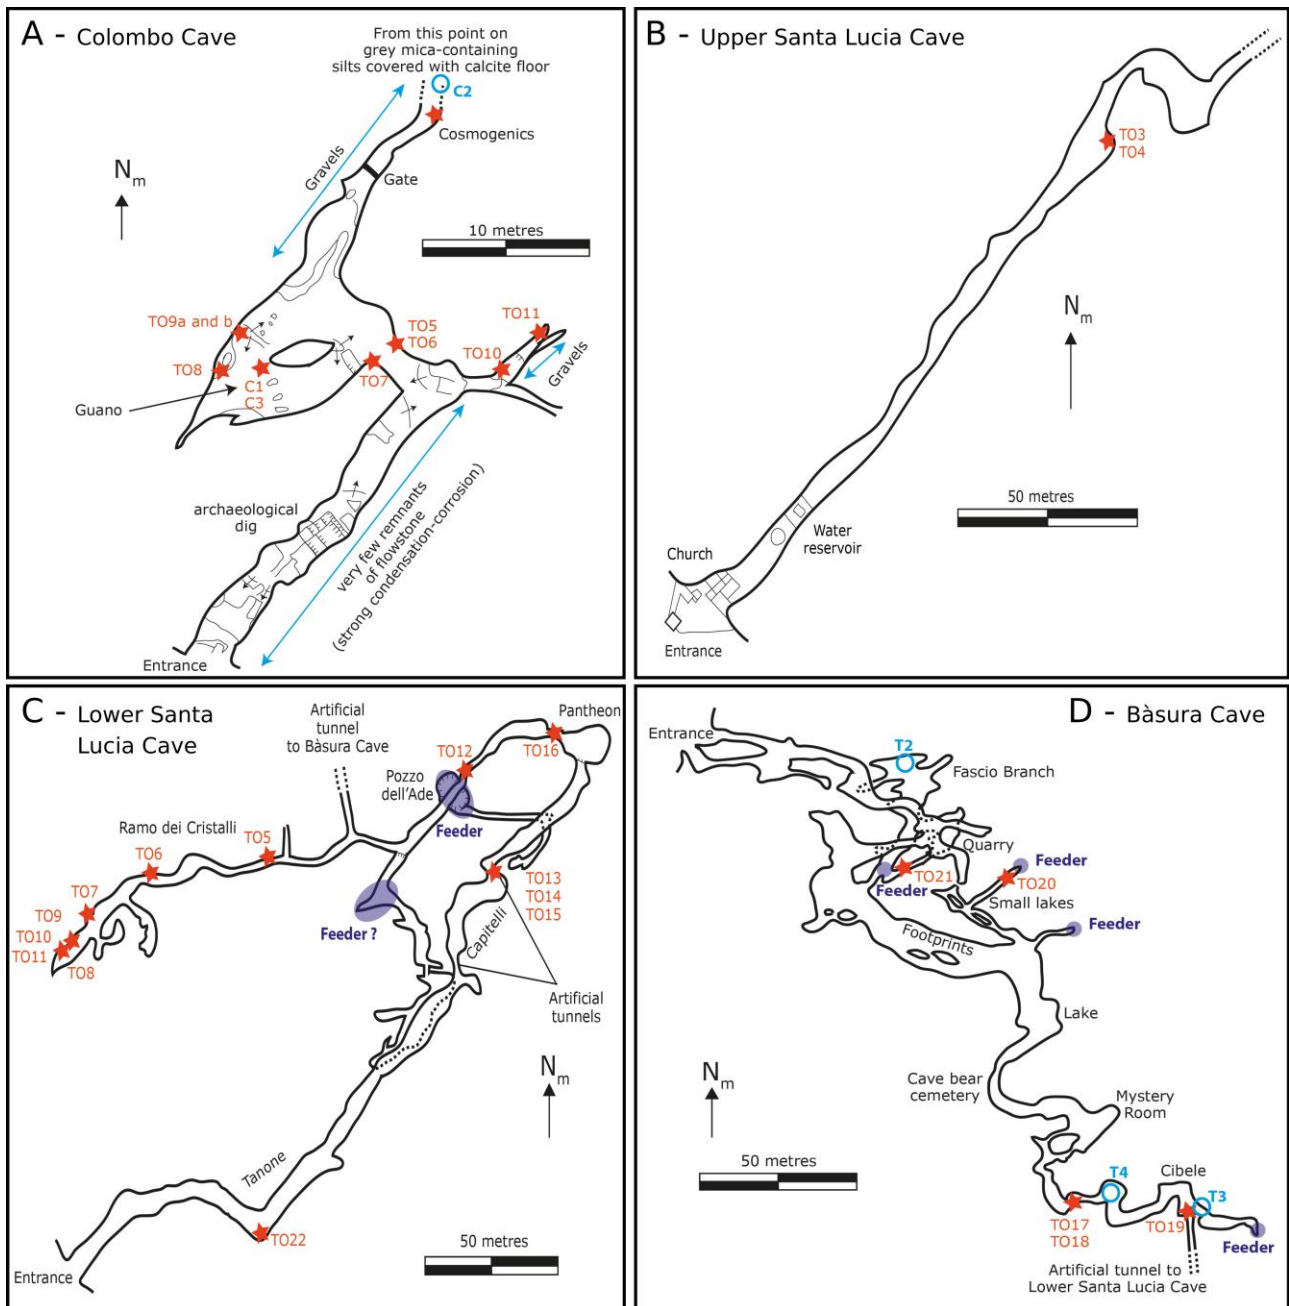 A - Colombo Cave
From this point on
grey mica-containing
silts covered with calcite floor
C2
Cosmogenics
Gravels
Gate
Nm
10 metres
TO9a and b
TO5
TO6
TO11
TO8
C1
C3
TO7
TO10
Gravels
Guano
archaeological
dig
very few remnants
of flowstone
(strong condensation-corrosion)
Entrance
B - Upper Santa Lucia Cave
TO3
TO4
Nm
50 metres
Water
reservoir
Church
Entrance
C - Lower Santa
Lucia Cave
Artificial
tunnel
to Bàsura Cave
Pantheon
TO12
TO16
Pozzo
dell'Ade
Feeder
Ramo dei Cristalli
TO5
TO6
TO7
TO9
TO10
TO11
TO8
TO13
TO14
TO15
Feeder ?
Capitelli
Artificial
tunnels
Nm
Tanone
TO22
50 metres
Entrance
D - Bàsura Cave
Entrance
T2
Fascio Branch
Quarry
Feeder
TO21
Feeder
TO20
Small lakes
Feeder
Footprints
Lake
Nm
Cave bear
cemetery
Mystery
Room
50 metres
T4
Cibele
T3
TO17
TO18
TO19
Feeder
Artificial tunnel to
Lower Santa Lucia Cave